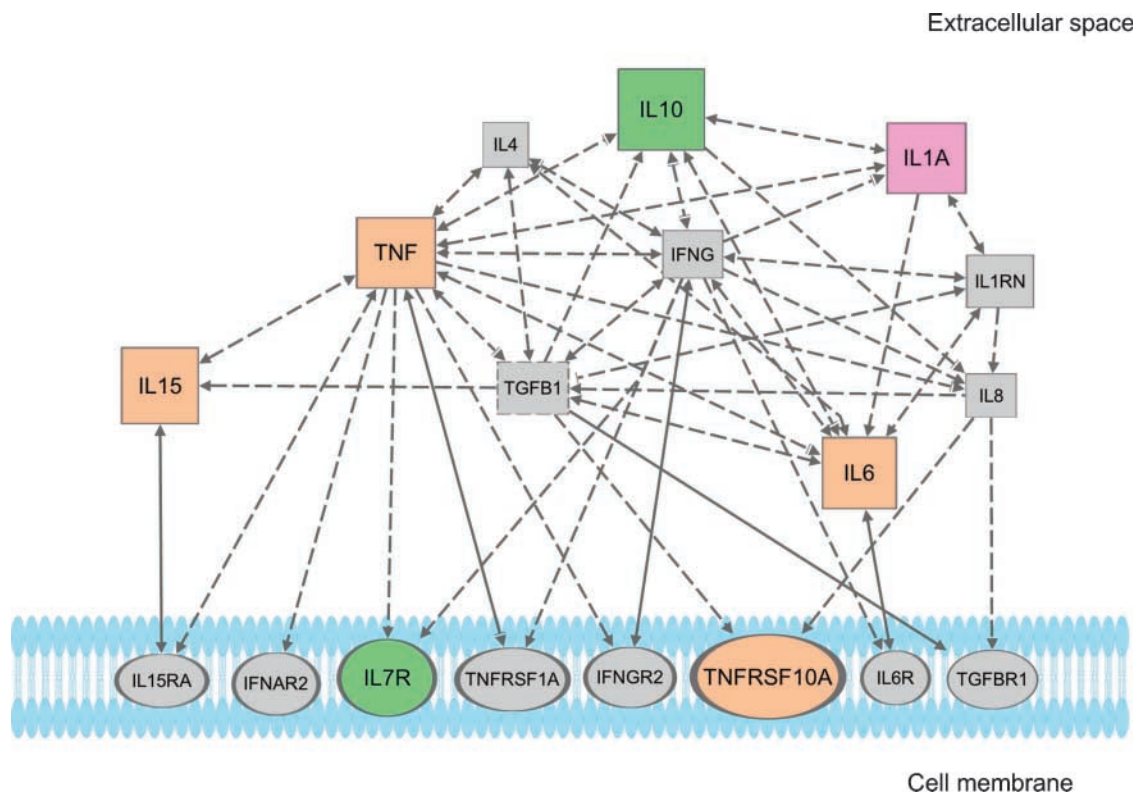 Extracellular space
IL10
IL4
IL1A
TNF
IFNG
IL1RN
IL15
TGFB1
IL8
IL6
IL15RA
IFNAR2
IL7R
TNFRSF1A
IFNGR2
TNFRSF10A
IL6R
TGFBR1
Cell membrane